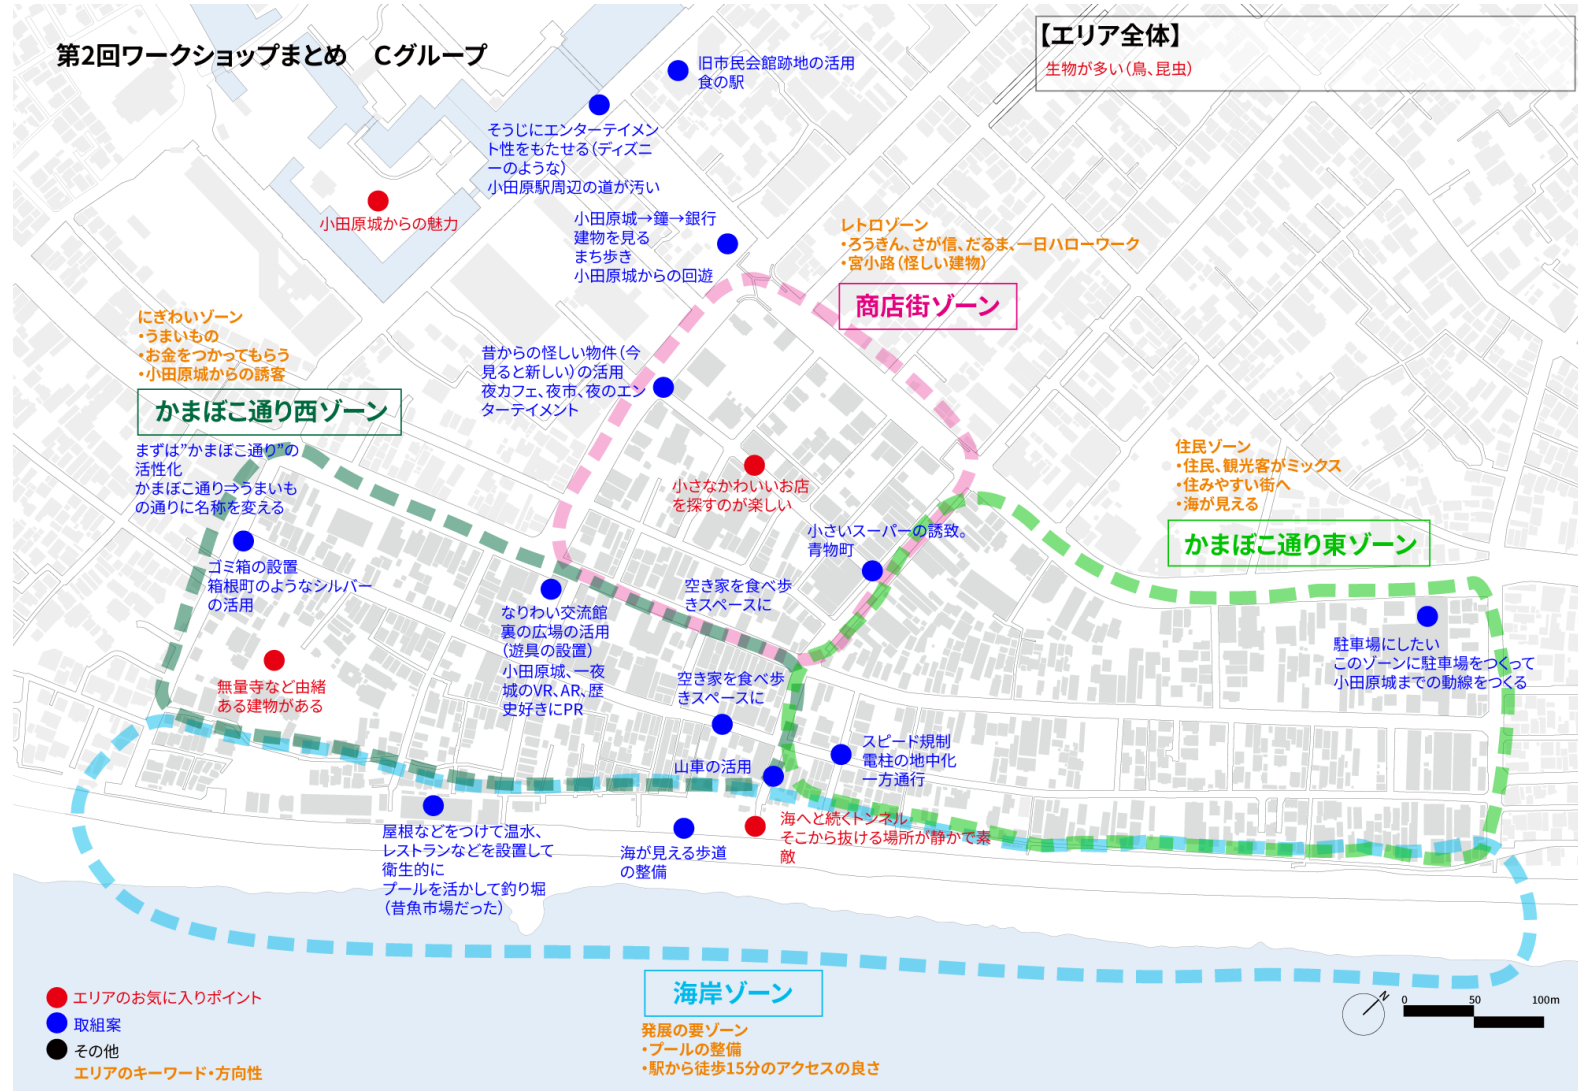 第2回ワークショップまとめ　Cグループ
【エリア全体】
生物が多い（鳥、昆虫）
旧市民会館跡地の活用
食の駅
そうじにエンターテイメン
ト性をもたせる（ディズニ
ーのような）
小田原駅周辺の道が汚い
小田原城からの魅力
小田原城→鐘→銀行
建物を見る
まち歩き
小田原城からの回遊
レトロゾーン
・ろうきん、さが信、だるま、一日ハローワーク
・宮小路（怪しい建物）
商店街ゾーン
にぎわいゾーン
・うまいもの
・お金をつかってもらう
・小田原城からの誘客
かまぼこ通り西ゾーン
昔からの怪しい物件（今
見ると新しい）の活用
夜カフェ、夜市、夜のエン
ターテイメント
まずは”かまぼこ通り”の
活性化
かまぼこ通り⇒うまいも
の通りに名称を変える
小さなかわいいお店
を探すのが楽しい
住民ゾーン
・住民、観光客がミックス
・住みやすい街へ
・海が見える
かまぼこ通り東ゾーン
小さいスーパーの誘致。
青物町
ゴミ箱の設置
箱根町のようなシルバー
の活用
空き家を食べ歩
きスペースに
なりわい交流館
裏の広場の活用
（遊具の設置）
小田原城、一夜
城のVR、AR、歴
史好きにPR
駐車場にしたい
このゾーンに駐車場をつくって
小田原城までの動線をつくる
無量寺など由緒
ある建物がある
空き家を食べ歩
きスペースに
スピード規制
電柱の地中化
一方通行
山車の活用
海へと続くトンネル
そこから抜ける場所が静かで素
敵
屋根などをつけて温水、
レストランなどを設置して
衛生的に
プールを活かして釣り堀
（昔魚市場だった）
海が見える歩道
の整備
海岸ゾーン
発展の要ゾーン
・プールの整備
・駅から徒歩15分のアクセスの良さ
エリアのお気に入りポイント
取組案
その他
エリアのキーワード・方向性
N
0 50 100m